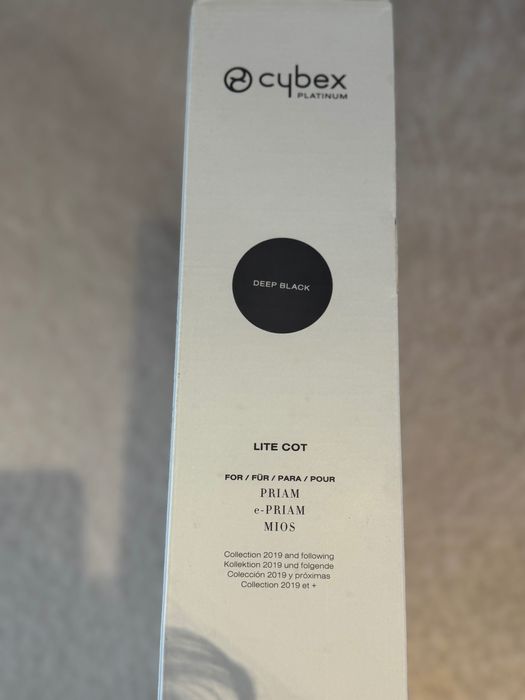 cybex
PLATINUM
DEEP BLACK
LITE COT
FOR / FÜR / PARA / POUR
PRIAM
e-PRIAM
MIOS
Collection 2019 and following
Kollektion 2019 und folgende
Colección 2019 y próximas
Collection 2019 et +